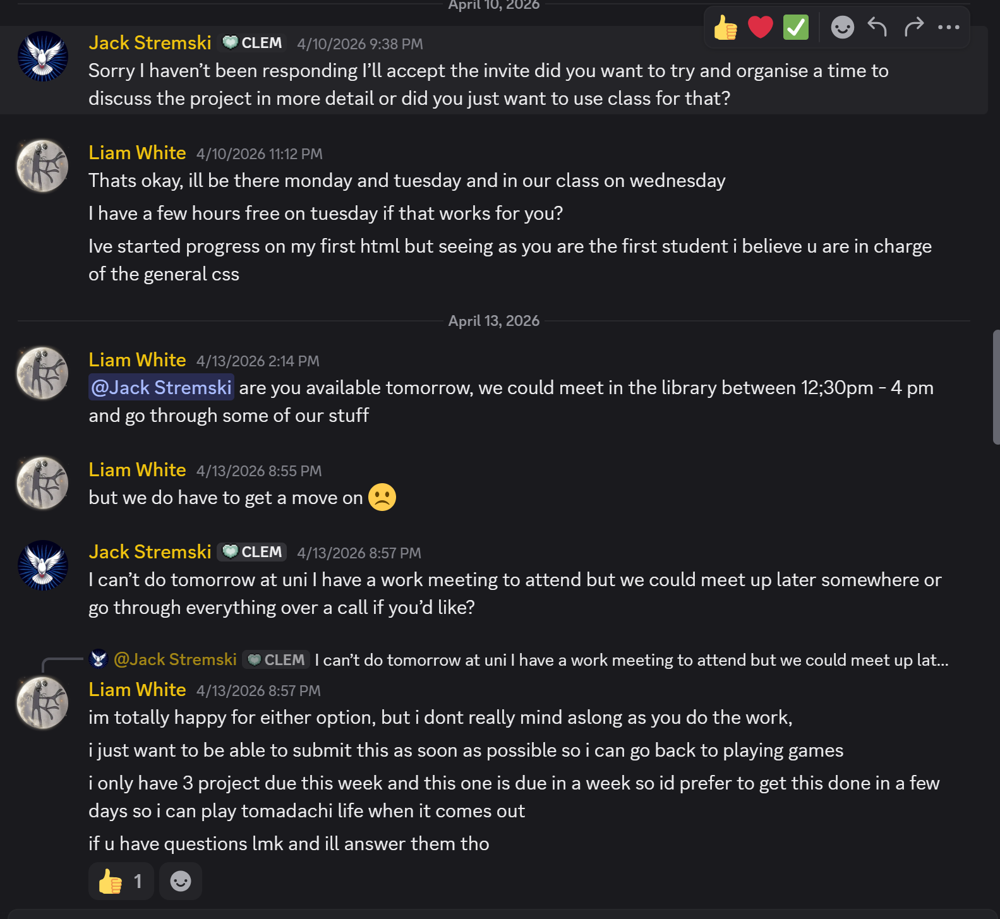 April 10, 2026
Jack Stremski CLEM 4/10/2026 9:38 PM
Sorry I haven’t been responding I’ll accept the invite did you want to try and organise a time to
discuss the project in more detail or did you just want to use class for that?
Liam White 4/10/2026 11:12 PM
Thats okay, ill be there monday and tuesday and in our class on wednesday
I have a few hours free on tuesday if that works for you?
Ive started progress on my first html but seeing as you are the first student i believe u are in charge
of the general css
April 13, 2026
Liam White 4/13/2026 2:14 PM
@Jack Stremski are you available tomorrow, we could meet in the library between 12;30pm - 4 pm
and go through some of our stuff
Liam White 4/13/2026 8:55 PM
but we do have to get a move on
Jack Stremski CLEM 4/13/2026 8:57 PM
I can’t do tomorrow at uni I have a work meeting to attend but we could meet up later somewhere or
go through everything over a call if you’d like?
@Jack Stremski CLEM I can’t do tomorrow at uni I have a work meeting to attend but we could meet up lat...
Liam White 4/13/2026 8:57 PM
im totally happy for either option, but i dont really mind aslong as you do the work,
i just want to be able to submit this as soon as possible so i can go back to playing games
i only have 3 project due this week and this one is due in a week so id prefer to get this done in a few
days so i can play tomadachi life when it comes out
if u have questions lmk and ill answer them tho
1